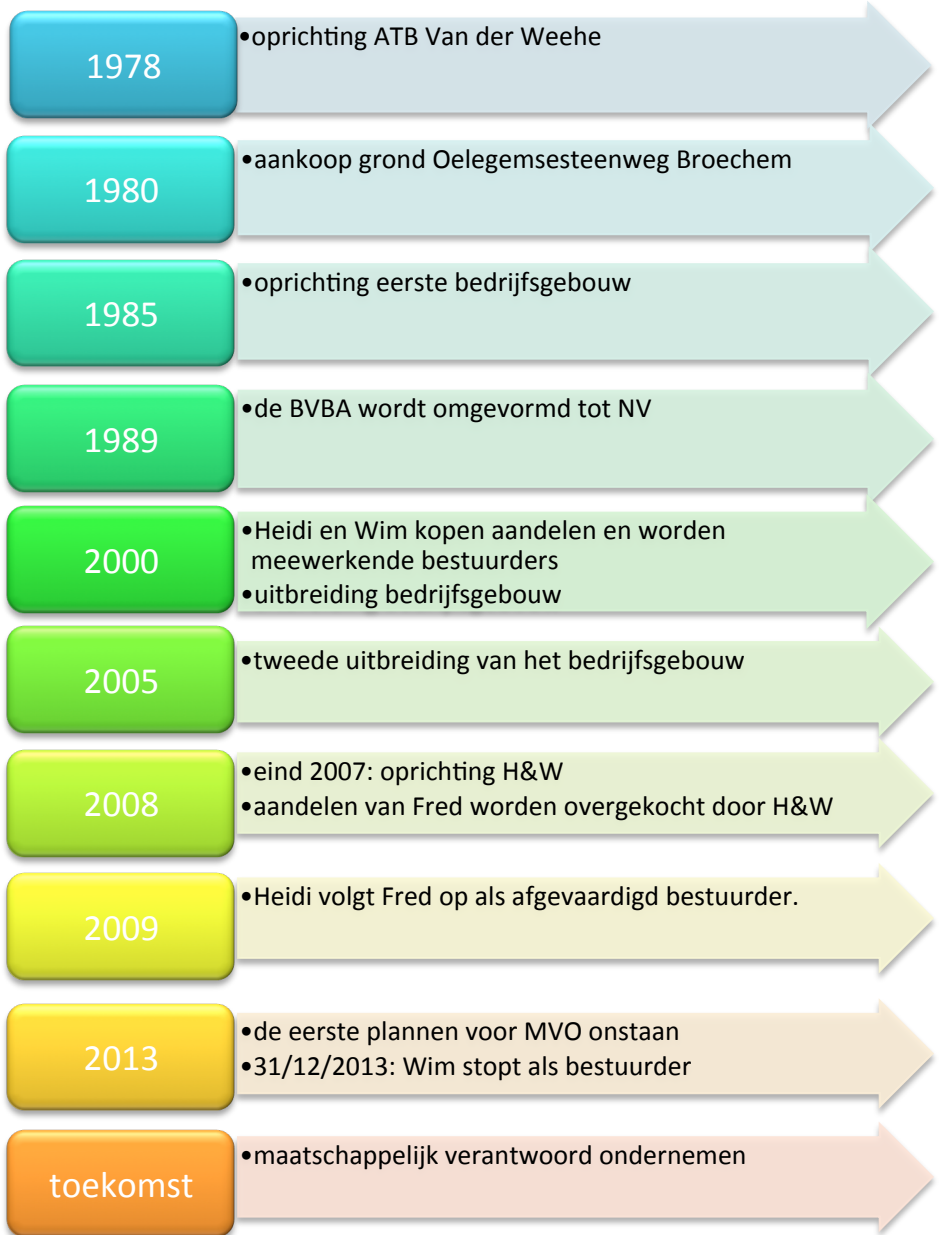 1978
•oprichting ATB Van der Weehe
1980
•aankoop grond Oelegemsesteenweg Broechem
1985
•oprichting eerste bedrijfsgebouw
1989
•de BVBA wordt omgevormd tot NV
2000
•Heidi en Wim kopen aandelen en worden
meewerkende bestuurders
•uitbreiding bedrijfsgebouw
2005
•tweede uitbreiding van het bedrijfsgebouw
2008
•eind 2007: oprichting H&W
•aandelen van Fred worden overgekocht door H&W
2009
•Heidi volgt Fred op als afgevaardigd bestuurder.
2013
•de eerste plannen voor MVO onstaan
•31/12/2013: Wim stopt als bestuurder
toekomst
•maatschappelijk verantwoord ondernemen